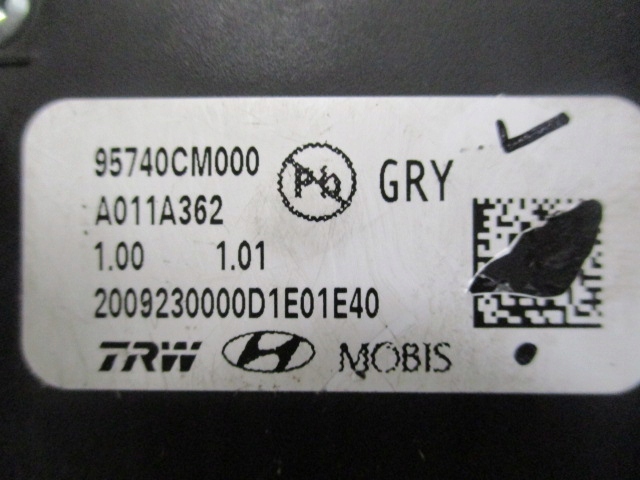 95740CM000
Pb GRY
A011A362
1.00 1.01
2009230000D1E01E40
TRW MOBIS